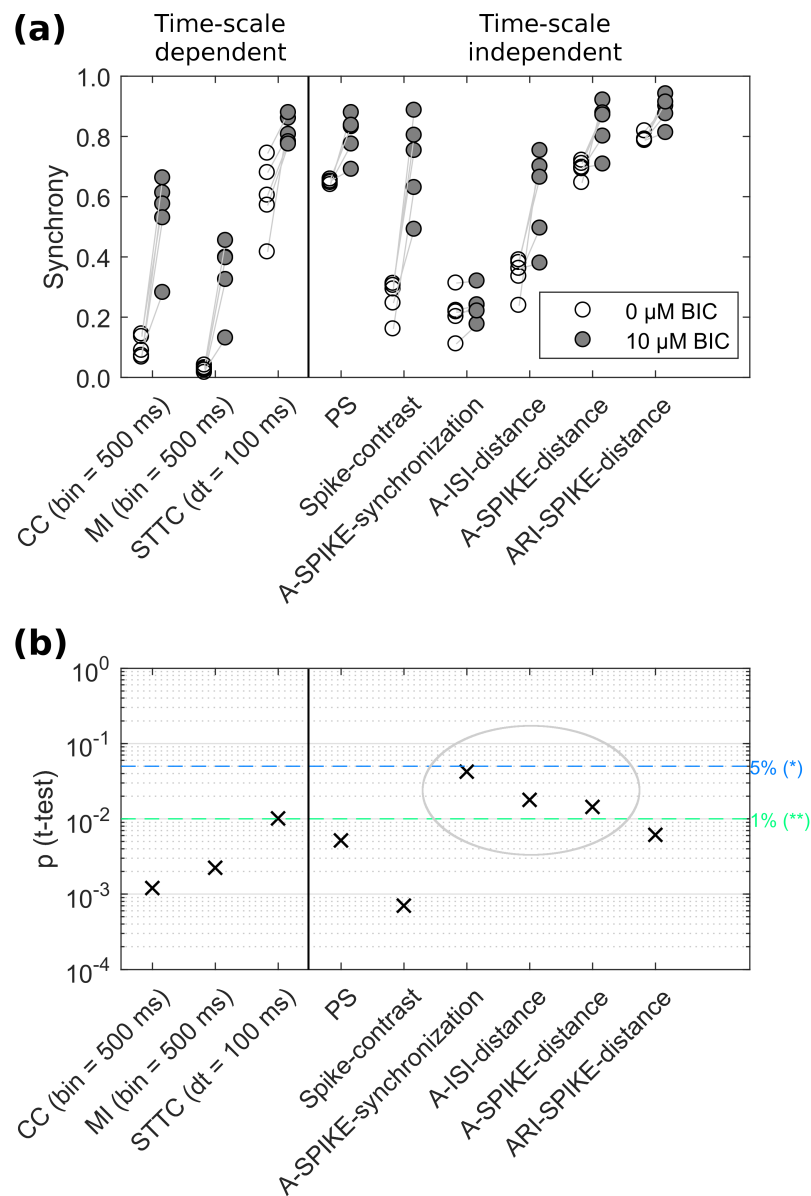 (a)
Time-scale
dependent
Time-scale
independent
1.0
0.8
0.6
0.4
0.2
0.0
Synchrony
0 µM BIC
10 µM BIC
CC (bin = 500 ms)
MI (bin = 500 ms)
STTC (dt = 100 ms)
PS
Spike-contrast
A-SPIKE-synchronization
A-ISI-distance
A-SPIKE-distance
ARI-SPIKE-distance
(b)
10^0
10^-1
10^-2
10^-3
10^-4
p (t-test)
5% (*)
1% (**)
CC (bin = 500 ms)
MI (bin = 500 ms)
STTC (dt = 100 ms)
PS
Spike-contrast
A-SPIKE-synchronization
A-ISI-distance
A-SPIKE-distance
ARI-SPIKE-distance